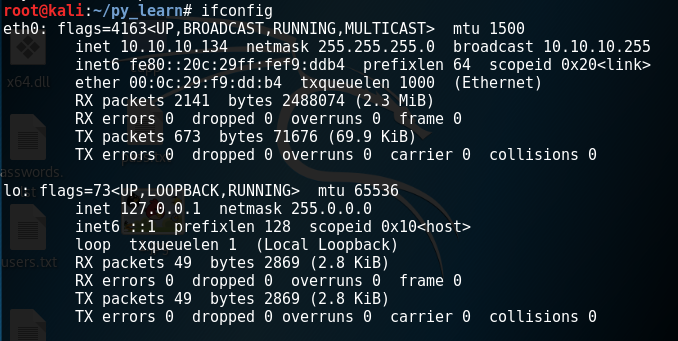 root@kali:~/py_learn# ifconfig
eth0: flags=4163<UP,BROADCAST,RUNNING,MULTICAST>  mtu 1500
        inet 10.10.10.134  netmask 255.255.255.0  broadcast 10.10.10.255
        inet6 fe80::20c:29ff:fef9:ddb4  prefixlen 64  scopeid 0x20<link>
        ether 00:0c:29:f9:dd:b4  txqueuelen 1000  (Ethernet)
x64.dll
        RX packets 2141  bytes 2488074 (2.3 MiB)
        RX errors 0  dropped 0  overruns 0  frame 0
        TX packets 673  bytes 71676 (69.9 KiB)
        TX errors 0  dropped 0 overruns 0  carrier 0  collisions 0
asswords.
lo: flags=73<UP,LOOPBACK,RUNNING>  mtu 65536
        inet 127.0.0.1  netmask 255.0.0.0
        inet6 ::1  prefixlen 128  scopeid 0x10<host>
        loop  txqueuelen 1  (Local Loopback)
        RX packets 49  bytes 2869 (2.8 KiB)
users.txt
        RX errors 0  dropped 0  overruns 0  frame 0
        TX packets 49  bytes 2869 (2.8 KiB)
        TX errors 0  dropped 0 overruns 0  carrier 0  collisions 0